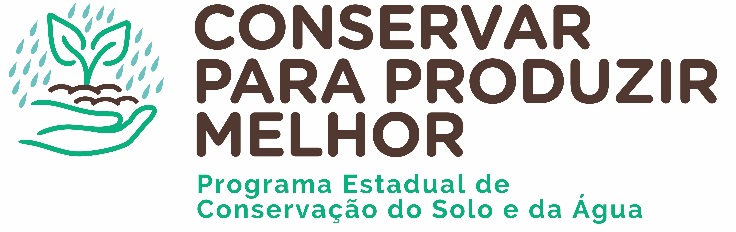 CONSERVAR
PARA PRODUZIR
MELHOR
Programa Estadual de
Conservação do Solo e da Água